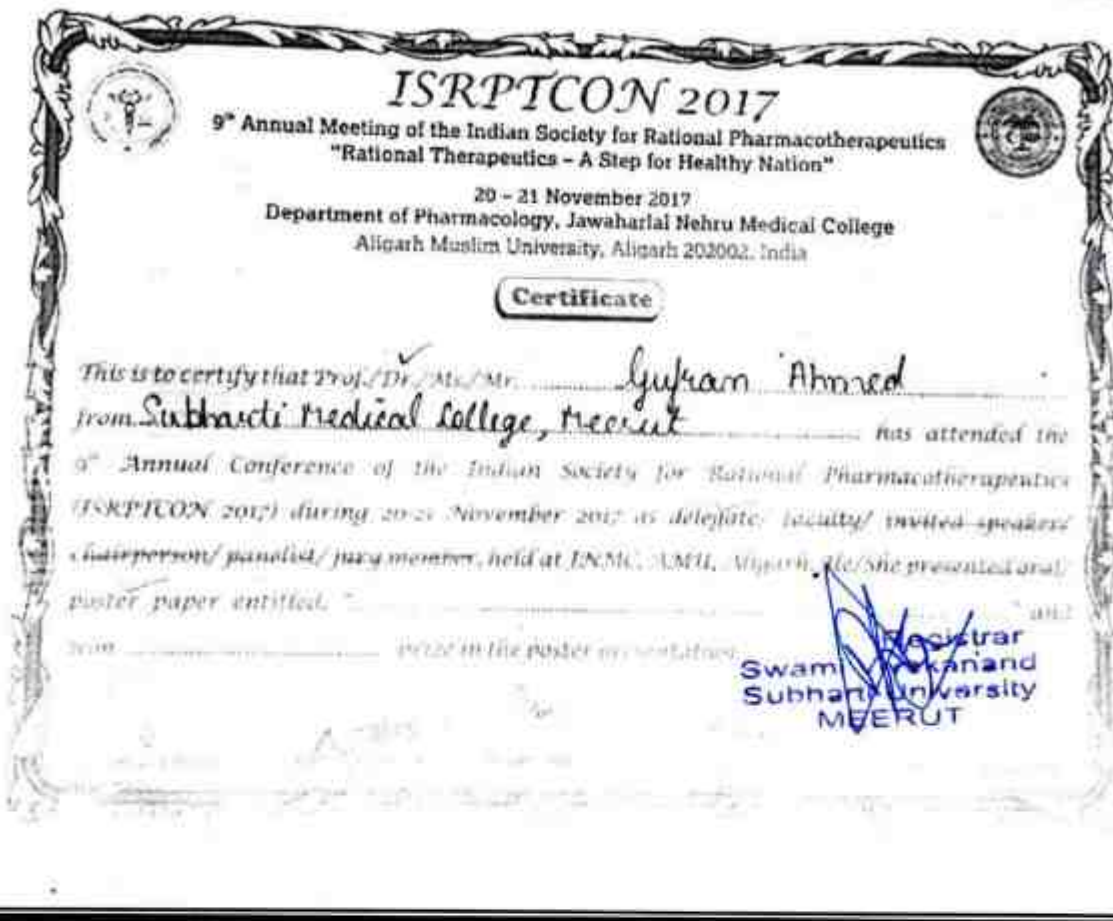 ISRPTCON 2017
9th Annual Meeting of the Indian Society for Rational Pharmacotherapeutics
"Rational Therapeutics – A Step for Healthy Nation"
20 – 21 November 2017
Department of Pharmacology, Jawaharlal Nehru Medical College
Aligarh Muslim University, Aligarh 202002, India
Certificate
This is to certify that Prof./Dr./Ms./Mr. Gufran Ahmed
from Subharti Medical College, Meerut has attended the
9th Annual Conference of the Indian Society for Rational Pharmacotherapeutics
(ISRPTCON 2017) during 20-21 November 2017 as delegate/ faculty/ invited speaker/
chairperson/ panelist/ jury member, held at JNMC, AMU, Aligarh. He/She presented oral/
poster paper entitled, " " and
prize in the poster presentation
Registrar
Swami
Subharti University
MEERUT